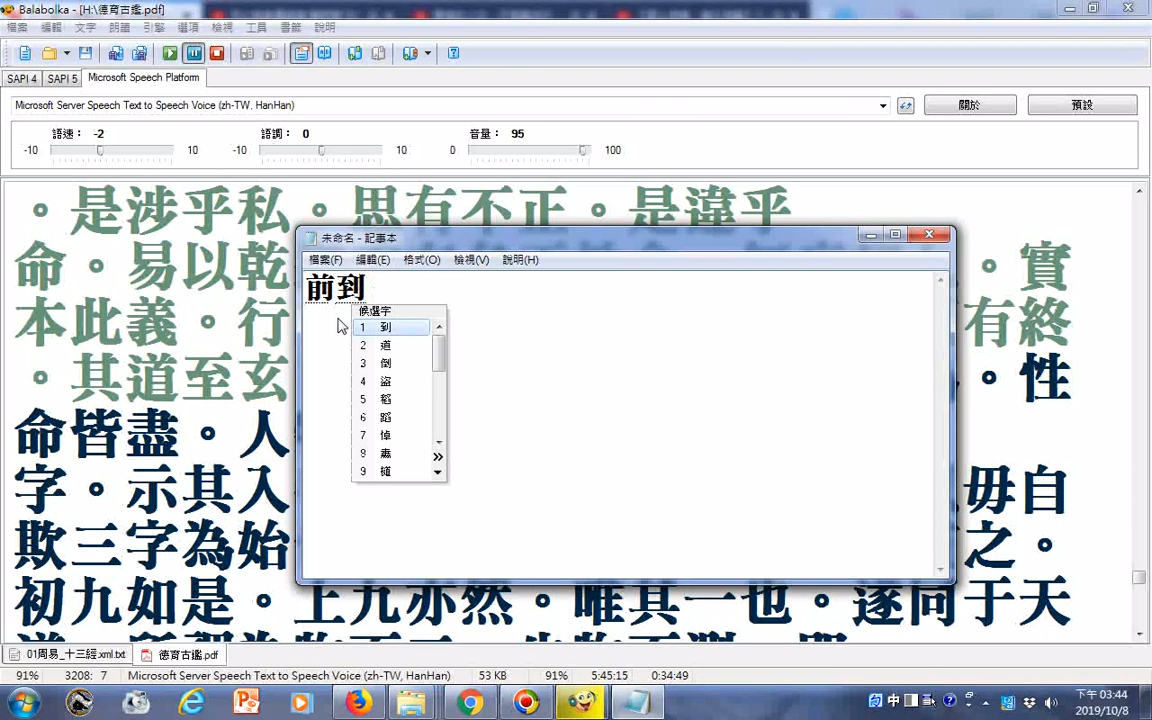 Balabolka - [H:\德育古鑑.pdf]
檔案 編輯 文字 朗讀 引擎 選項 檢視 工具 書籤 說明
SAPI 4 SAPI 5 Microsoft Speech Platform
Microsoft Server Speech Text to Speech Voice (zh-TW, HanHan) 關於 預設
語速： -2 語調： 0 音量： 95
-10 10 -10 10 0 100
。是涉乎私。思有不正。是違乎
命。易以乾 。實
本此義。行 有終
。其道至玄 。性
命皆盡。人
字。示其入 毋自
欺三字為始 之。
初九如是。上九亦然。唯其一也。遂同于天
未命名 - 記事本
檔案(F) 編輯(E) 格式(O) 檢視(V) 說明(H)
前到
候選字
1 到
2 道
3 倒
4 盜
5 稻
6 蹈
7 悼
8 纛
9 檤
01周易_十三經.xml.txt 德育古鑑.pdf
91% 3208: 7 Microsoft Server Speech Text to Speech Voice (zh-TW, HanHan) 53 KB 91% 5:45:15 0:34:49
中 下午 03:44
2019/10/8